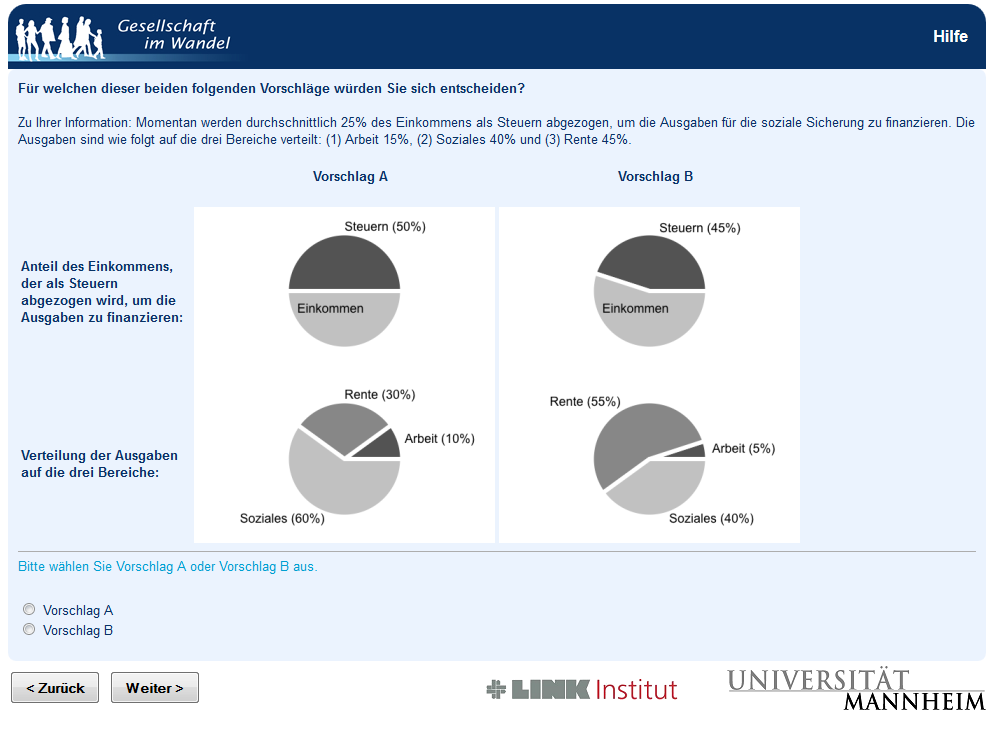 Gesellschaft
im Wandel
Hilfe
Für welchen dieser beiden folgenden Vorschläge würden Sie sich entscheiden?
Zu Ihrer Information: Momentan werden durchschnittlich 25% des Einkommens als Steuern abgezogen, um die Ausgaben für die soziale Sicherung zu finanzieren. Die
Ausgaben sind wie folgt auf die drei Bereiche verteilt: (1) Arbeit 15%, (2) Soziales 40% und (3) Rente 45%.
Vorschlag A
Vorschlag B
Anteil des Einkommens,
der als Steuern
abgezogen wird, um die
Ausgaben zu finanzieren:
Steuern (50%)
Einkommen
Steuern (45%)
Einkommen
Verteilung der Ausgaben
auf die drei Bereiche:
Rente (30%)
Arbeit (10%)
Soziales (60%)
Rente (55%)
Arbeit (5%)
Soziales (40%)
Bitte wählen Sie Vorschlag A oder Vorschlag B aus.
Vorschlag A
Vorschlag B
< Zurück
Weiter >
LINK Institut
UNIVERSITÄT
MANNHEIM